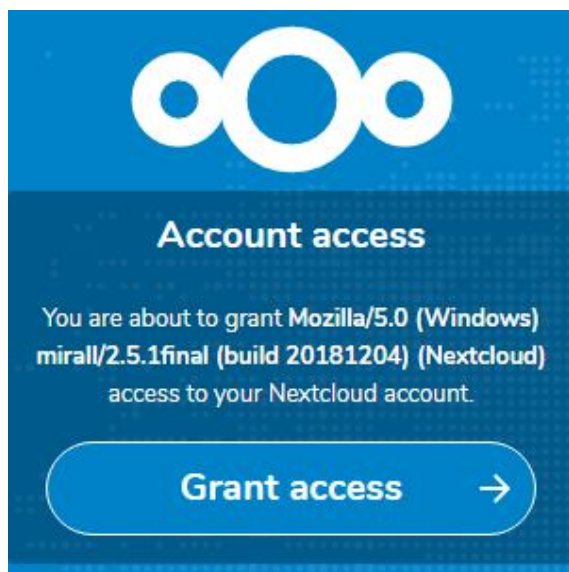 Account access
You are about to grant Mozilla/5.0 (Windows)
mirall/2.5.1final (build 20181204) (Nextcloud)
access to your Nextcloud account.
Grant access →